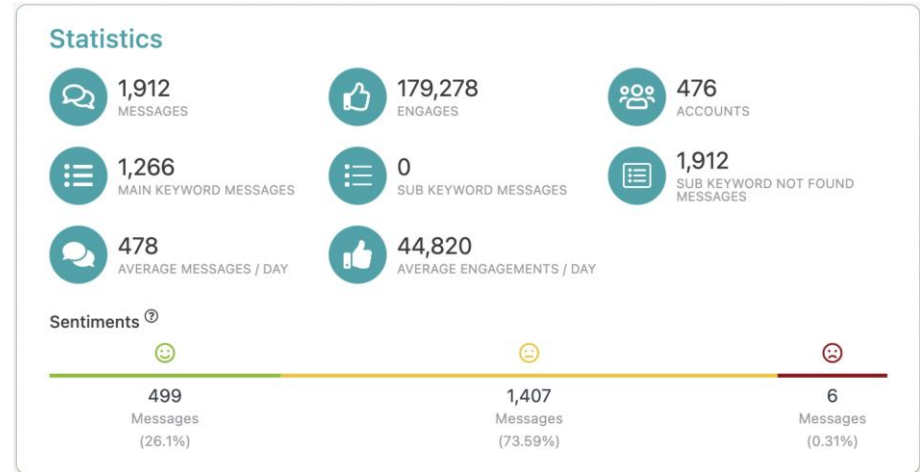 Statistics
1,912
MESSAGES
179,278
ENGAGES
476
ACCOUNTS
1,266
MAIN KEYWORD MESSAGES
0
SUB KEYWORD MESSAGES
1,912
SUB KEYWORD NOT FOUND
MESSAGES
478
AVERAGE MESSAGES / DAY
44,820
AVERAGE ENGAGEMENTS / DAY
Sentiments ?
499
Messages
(26.1%)
1,407
Messages
(73.59%)
6
Messages
(0.31%)